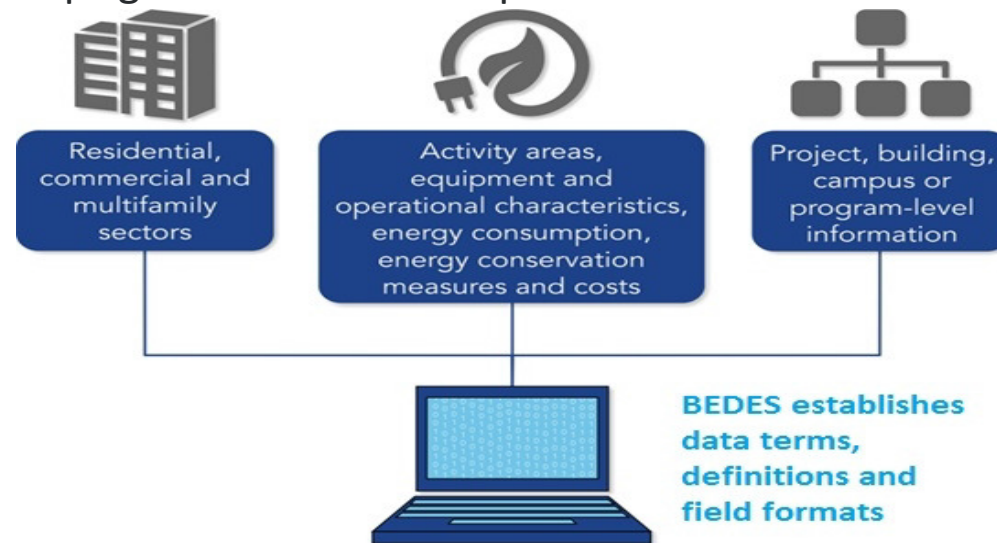 Residential,
commercial and
multifamily
sectors
Activity areas,
equipment and
operational characteristics,
energy consumption,
energy conservation
measures and costs
Project, building,
campus or
program-level
information
BEDES establishes
data terms,
definitions and
field formats